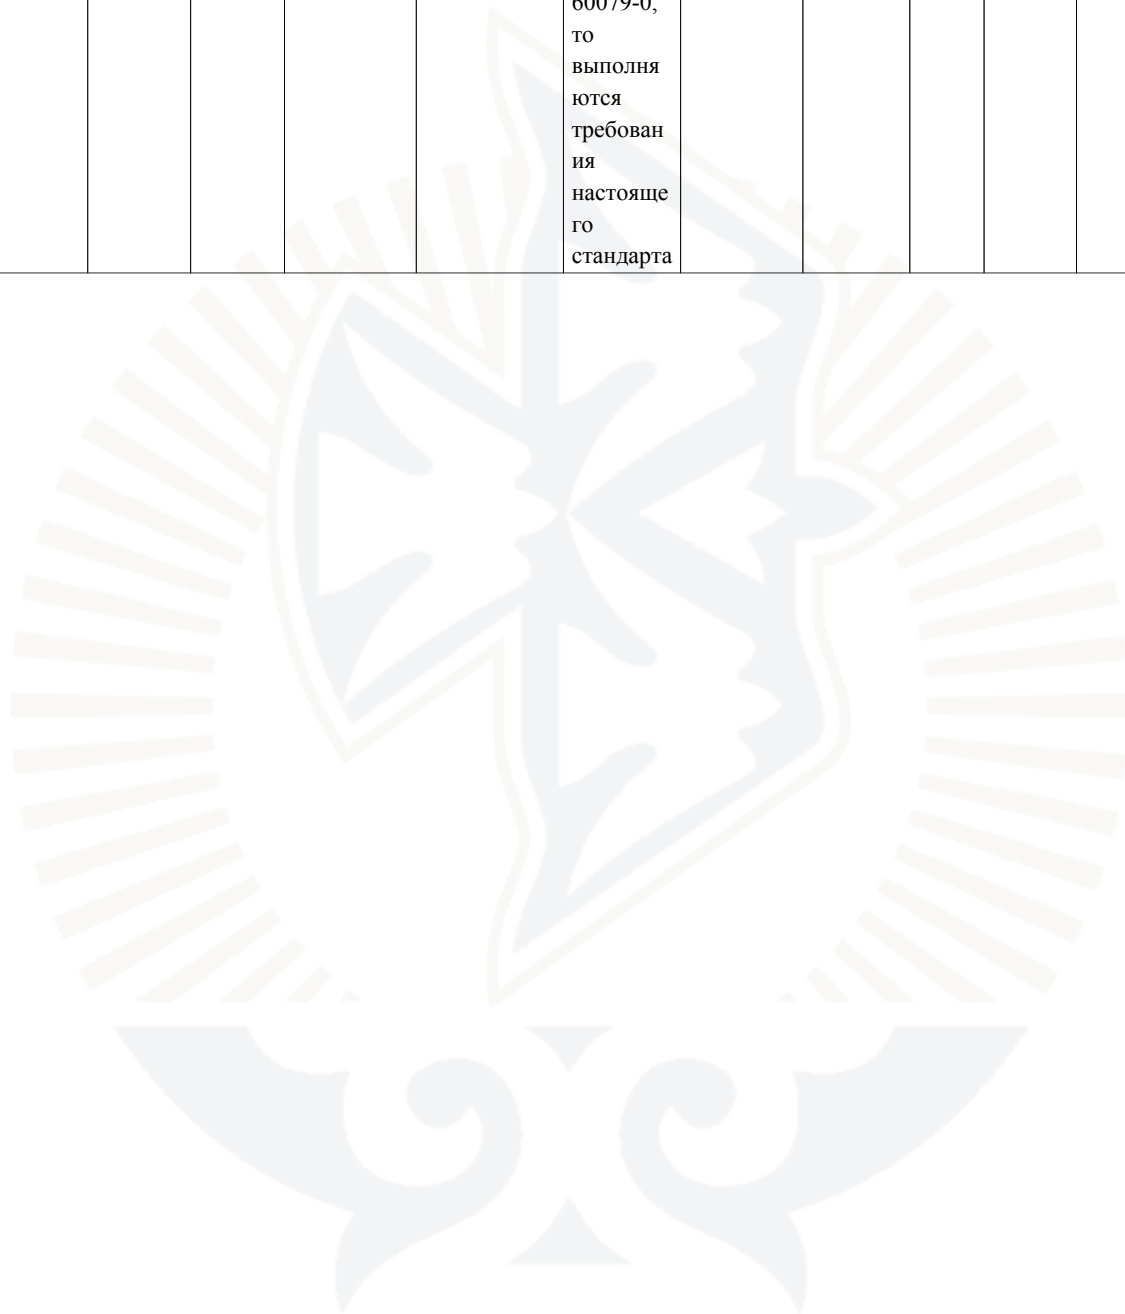 60079-0,
то
выполня
ются
требован
ия
настояще
го
стандарта